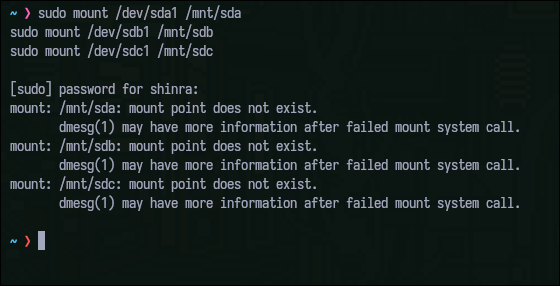 ~ ❯ sudo mount /dev/sda1 /mnt/sda
sudo mount /dev/sdb1 /mnt/sdb
sudo mount /dev/sdc1 /mnt/sdc
[sudo] password for shinra:
mount: /mnt/sda: mount point does not exist.
dmesg(1) may have more information after failed mount system call.
mount: /mnt/sdb: mount point does not exist.
dmesg(1) may have more information after failed mount system call.
mount: /mnt/sdc: mount point does not exist.
dmesg(1) may have more information after failed mount system call.
~ ❯